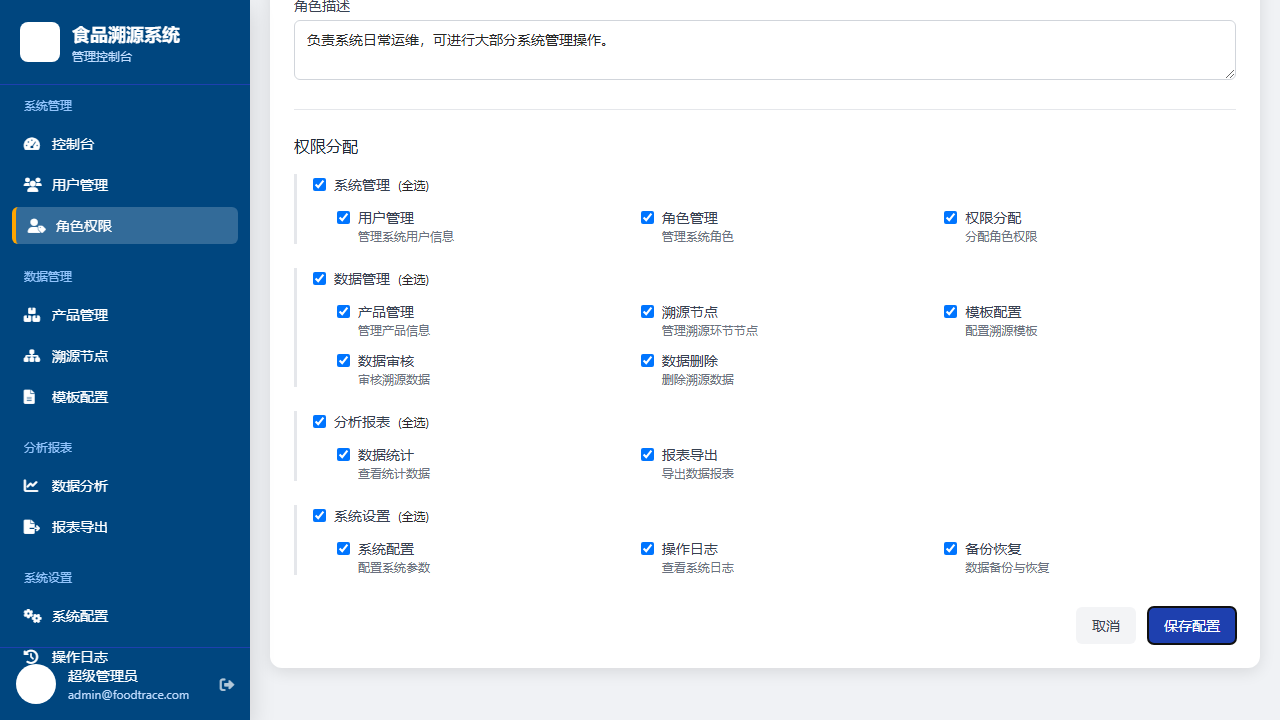 食品溯源系统
管理控制台
系统管理
控制台
用户管理
角色权限
数据管理
产品管理
溯源节点
模板配置
分析报表
数据分析
报表导出
系统设置
系统配置
操作日志
超级管理员
admin@foodtrace.com
角色描述
负责系统日常运维，可进行大部分系统管理操作。
权限分配
系统管理 (全选)
用户管理 角色管理 权限分配
管理系统用户信息 管理系统角色 分配角色权限
数据管理 (全选)
产品管理 溯源节点 模板配置
管理产品信息 管理溯源环节节点 配置溯源模板
数据审核 数据删除
审核溯源数据 删除溯源数据
分析报表 (全选)
数据统计 报表导出
查看统计数据 导出数据报表
系统设置 (全选)
系统配置 操作日志 备份恢复
配置系统参数 查看系统日志 数据备份与恢复
取消 保存配置